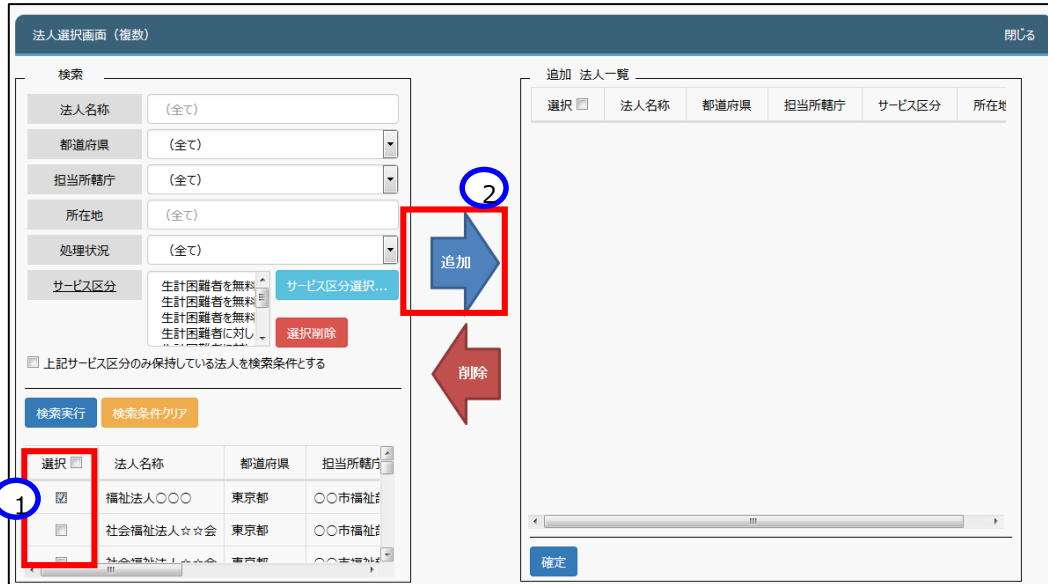 法人選択画面（複数）
閉じる
検索
法人名称
（全て）
都道府県
（全て）
担当所轄庁
（全て）
所在地
（全て）
処理状況
（全て）
サービス区分
生計困難者を無料
生計困難者を無料
生計困難者を無料
生計困難者に対し
サービス区分選択...
選択削除
上記サービス区分のみ保持している法人を検索条件とする
検索実行
検索条件クリア
選択 法人名称 都道府県 担当所轄庁
福祉法人○○○ 東京都 ○○市福祉
社会福祉法人☆☆会 東京都 ○○市福祉
1
2
追加
削除
追加 法人一覧
選択 法人名称 都道府県 担当所轄庁 サービス区分 所在地
確定